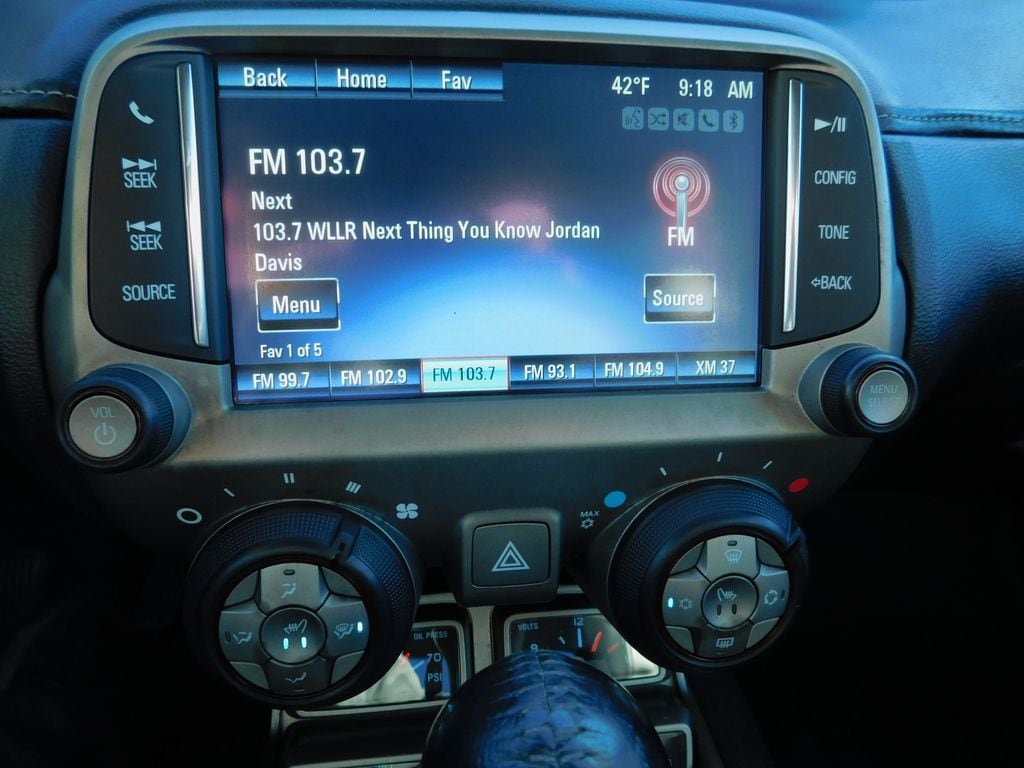 Back Home Fav
42°F 9:18 AM
FM 103.7
Next
103.7 WLLR Next Thing You Know Jordan
Davis
FM
Menu
Source
Fav 1 of 5
FM 99.7 FM 102.9 FM 103.7 FM 93.1 FM 104.9 XM 37
SEEK
SEEK
SOURCE
CONFIG
TONE
BACK
VOL
MENU
SELECT
MAX
OIL PRESS
70
PSI
VOLTS
9 12